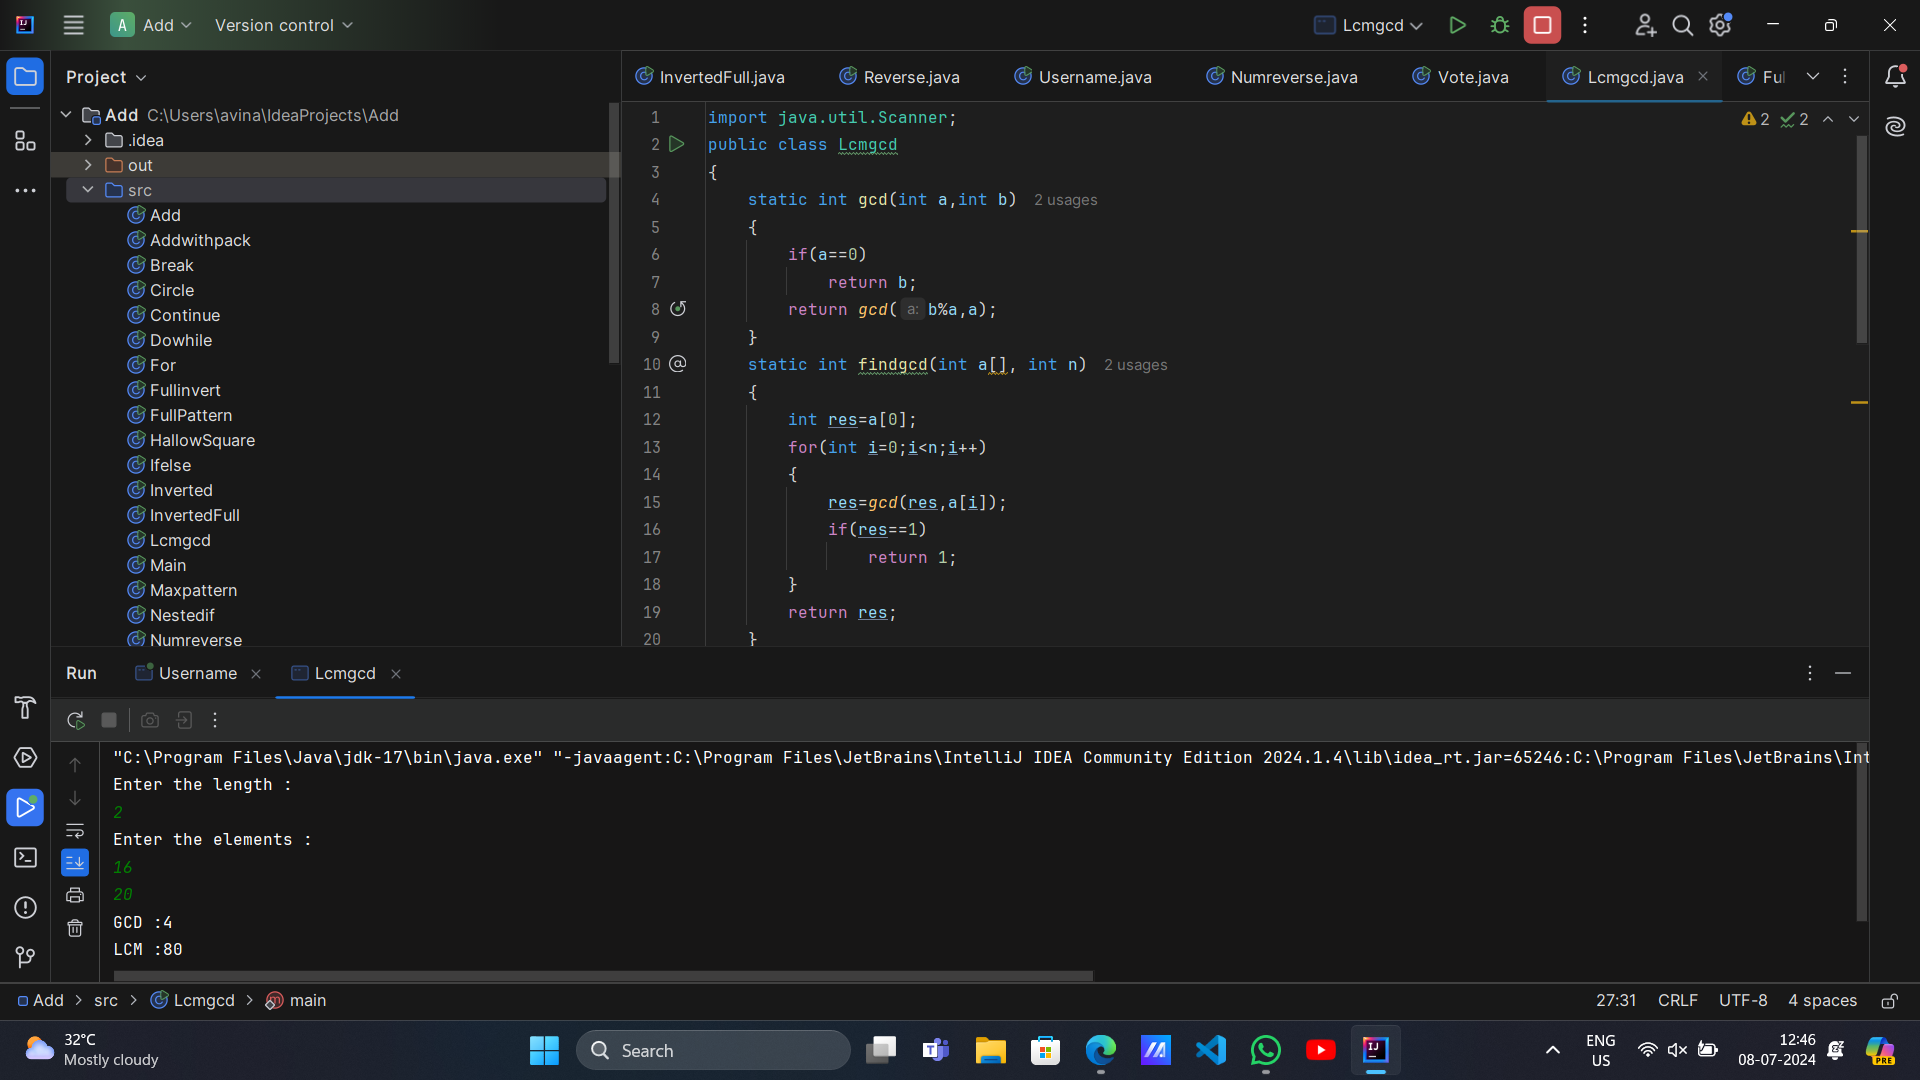 A Add Version control Lcmgcd
Project
Add C:\Users\avina\IdeaProjects\Add
.idea
out
src
Add
Addwithpack
Break
Circle
Continue
Dowhile
For
Fullinvert
FullPattern
HallowSquare
Ifelse
Inverted
InvertedFull
Lcmgcd
Main
Maxpattern
Nestedif
Numreverse
InvertedFull.java Reverse.java Username.java Numreverse.java Vote.java Lcmgcd.java Ful
2 2
1 import java.util.Scanner;
2 public class Lcmgcd
3 {
4 static int gcd(int a,int b) 2 usages
5 {
6 if(a==0)
7 return b;
8 return gcd( a: b%a,a);
9 }
10 static int findgcd(int a[], int n) 2 usages
11 {
12 int res=a[0];
13 for(int i=0;i<n;i++)
14 {
15 res=gcd(res,a[i]);
16 if(res==1)
17 return 1;
18 }
19 return res;
20 }
Run Username Lcmgcd
"C:\Program Files\Java\jdk-17\bin\java.exe" "-javaagent:C:\Program Files\JetBrains\IntelliJ IDEA Community Edition 2024.1.4\lib\idea_rt.jar=65246:C:\Program Files\JetBrains\Int
Enter the length :
2
Enter the elements :
16
20
GCD :4
LCM :80
Add > src > Lcmgcd > main 27:31 CRLF UTF-8 4 spaces
32°C
Mostly cloudy
Search
ENG
US
12:46
08-07-2024
PRE